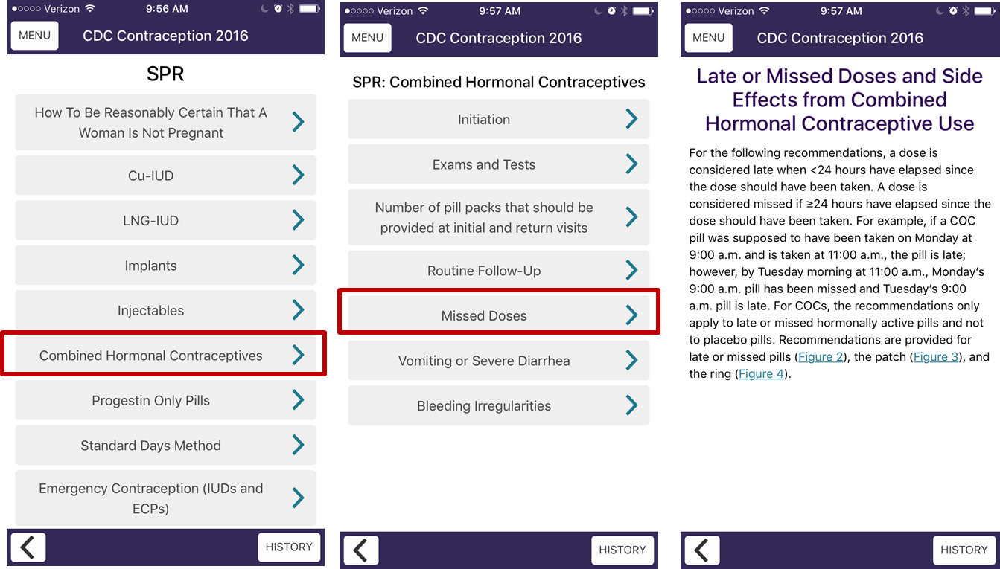 Verizon 9:56 AM
MENU CDC Contraception 2016
SPR
How To Be Reasonably Certain That A
Woman Is Not Pregnant
Cu-IUD
LNG-IUD
Implants
Injectables
Combined Hormonal Contraceptives
Progestin Only Pills
Standard Days Method
Emergency Contraception (IUDs and
ECPs)
HISTORY
Verizon 9:57 AM
MENU CDC Contraception 2016
SPR: Combined Hormonal Contraceptives
Initiation
Exams and Tests
Number of pill packs that should be
provided at initial and return visits
Routine Follow-Up
Missed Doses
Vomiting or Severe Diarrhea
Bleeding Irregularities
HISTORY
Verizon 9:57 AM
MENU CDC Contraception 2016
Late or Missed Doses and Side
Effects from Combined
Hormonal Contraceptive Use
For the following recommendations, a dose is
considered late when <24 hours have elapsed since
the dose should have been taken. A dose is
considered missed if ≥24 hours have elapsed since the
dose should have been taken. For example, if a COC
pill was supposed to have been taken on Monday at
9:00 a.m. and is taken at 11:00 a.m., the pill is late;
however, by Tuesday morning at 11:00 a.m., Monday’s
9:00 a.m. pill has been missed and Tuesday’s 9:00
a.m. pill is late. For COCs, the recommendations only
apply to late or missed hormonally active pills and not
to placebo pills. Recommendations are provided for
late or missed pills (Figure 2), the patch (Figure 3), and
the ring (Figure 4).
HISTORY